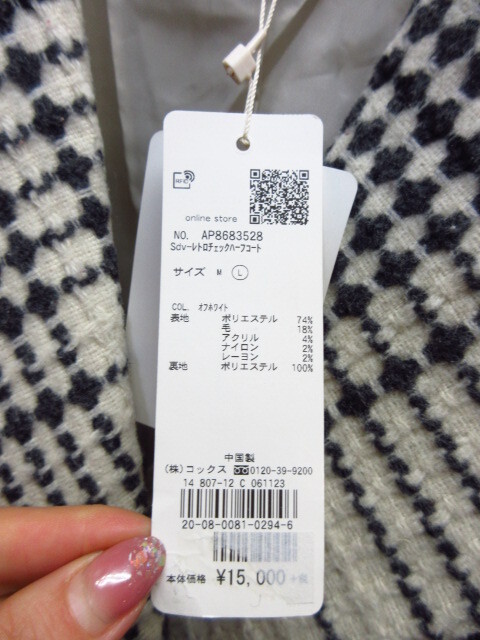 online store
NO. AP8683528
Sdv-レトロチェックハーフコート
サイズ M L
COL. オフホワイト
表地 ポリエステル 74%
毛 18%
アクリル 4%
ナイロン 2%
レーヨン 2%
裏地 ポリエステル 100%
中国製
(株)コックス 0120-39-9200
14 807-12 C 061123
20-08-0081-0294-6
本体価格 ¥15,000 +税